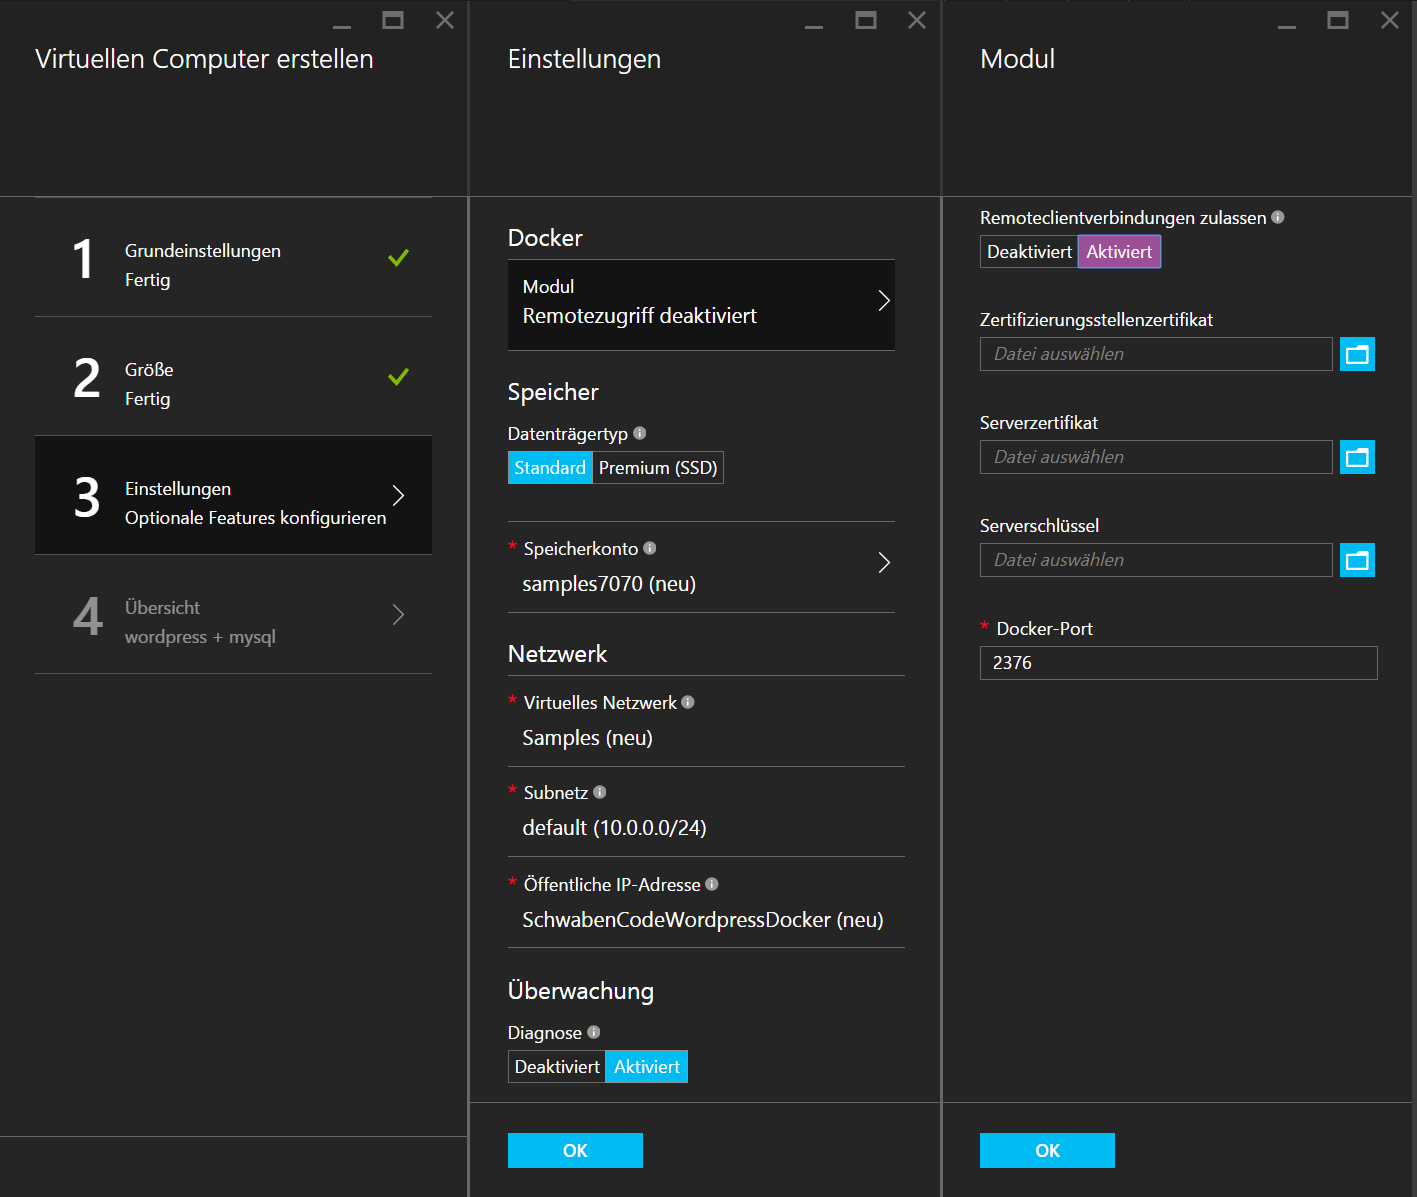 Virtuellen Computer erstellen
1
Grundeinstellungen
Fertig
2
Größe
Fertig
3
Einstellungen
Optionale Features konfigurieren
4
Übersicht
wordpress + mysql
Einstellungen
Docker
Modul
Remotezugriff deaktiviert
Speicher
Datenträgertyp
Standard Premium (SSD)
* Speicherkonto
samples7070 (neu)
Netzwerk
* Virtuelles Netzwerk
Samples (neu)
* Subnetz
default (10.0.0.0/24)
* Öffentliche IP-Adresse
SchwabenCodeWordpressDocker (neu)
Überwachung
Diagnose
Deaktiviert Aktiviert
OK
Modul
Remoteclientverbindungen zulassen
Deaktiviert Aktiviert
Zertifizierungsstellenzertifikat
Datei auswählen
Serverzertifikat
Datei auswählen
Serverschlüssel
Datei auswählen
* Docker-Port
2376
OK